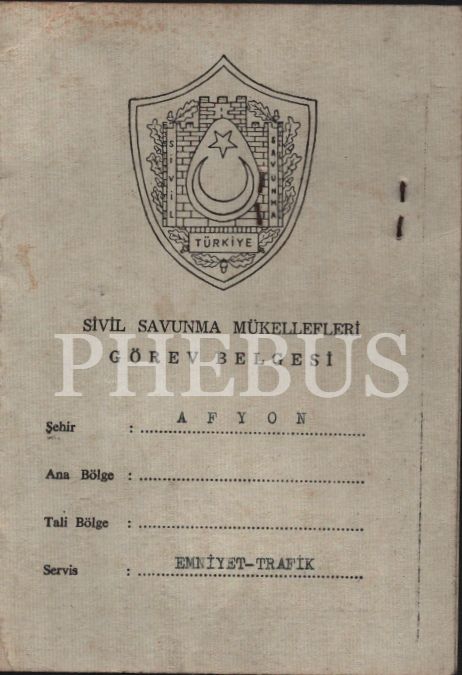 SİVİL
SAVUNMA
TÜRKİYE
SİVİL SAVUNMA MÜKELLEFLERİ
GÖREV BELGESİ
PHEBUS
Şehir : AFYON
Ana Bölge :
Tali Bölge :
Servis : EMNİYET-TRAFİK